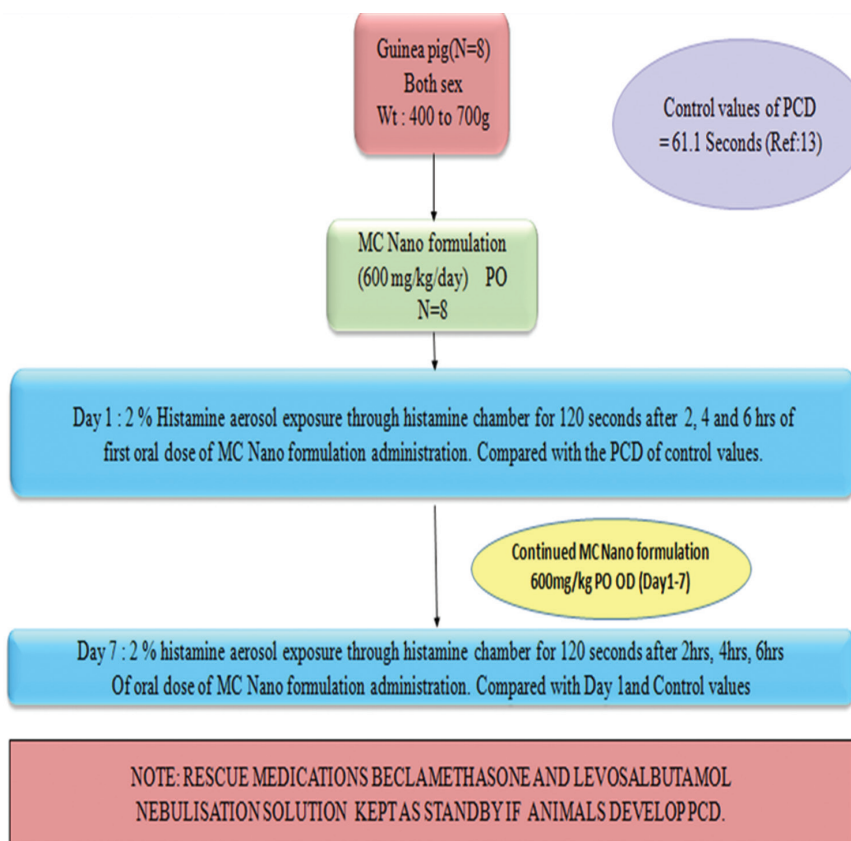 Guinea pig(N=8)
Both sex
Wt : 400 to 700g
Control values of PCD
= 61.1 Seconds (Ref:13)
MC Nano formulation
(600 mg/kg/day) PO
N=8
Day 1 : 2 % Histamine aerosol exposure through histamine chamber for 120 seconds after 2, 4 and 6 hrs of
first oral dose of MC Nano formulation administration. Compared with the PCD of control values.
Continued MC Nano formulation
600mg/kg PO OD (Day1-7)
Day 7 : 2 % histamine aerosol exposure through histamine chamber for 120 seconds after 2hrs, 4hrs, 6hrs
Of oral dose of MC Nano formulation administration. Compared with Day 1and Control values
NOTE: RESCUE MEDICATIONS BECLAMETHASONE AND LEVOSALBUTAMOL
NEBULISATION SOLUTION KEPT AS STANDBY IF ANIMALS DEVELOP PCD.